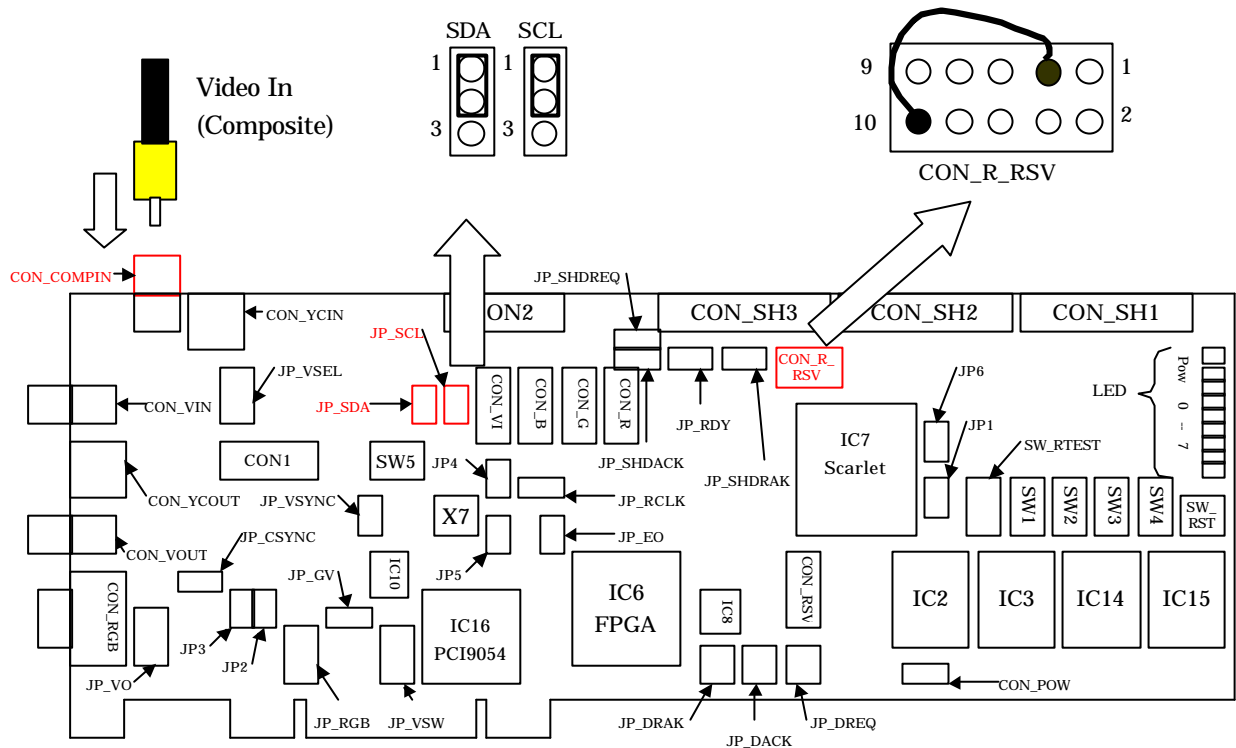 SDA SCL
1 1
3 3
Video In
(Composite)
9 1
10 2
CON_R_RSV
CON_COMPIN
CON_YCIN
JP_SHDREQ
ON2
CON_SH3
CON_SH2
CON_SH1
JP_SCL
CON_R_
RSV
JP_VSEL
JP_SDA
CON_VIN
CON_VI
CON_B
CON_G
CON_R
JP_RDY
JP_SHDACK
JP_SHDRAK
IC7
Scarlet
JP6
JP1
LED
Pow 0 -- 7
SW_RTEST
CON1
SW5
JP4
CON_YCOUT
JP_VSYNC
X7
JP_RCLK
SW1
SW2
SW3
SW4
SW_
RST
CON_VOUT
JP_CSYNC
JP_EO
JP5
JP_GV
IC10
CON_RGB
IC16
PCI9054
IC6
FPGA
IC8
CON_RSV
IC2
IC3
IC14
IC15
JP3
JP2
JP_VO
JP_RGB
JP_VSW
JP_DRAK
JP_DACK
JP_DREQ
CON_POW